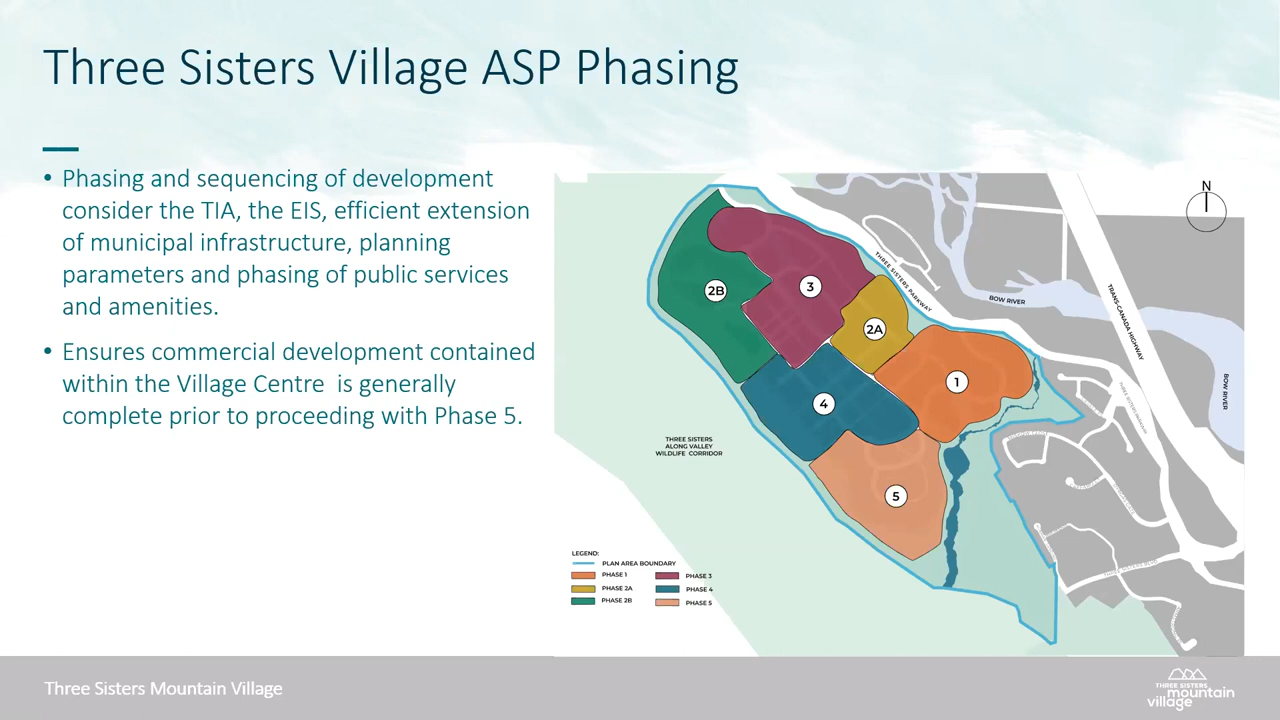 Three Sisters Village ASP Phasing
• Phasing and sequencing of development
consider the TIA, the EIS, efficient extension
of municipal infrastructure, planning
parameters and phasing of public services
and amenities.
• Ensures commercial development contained
within the Village Centre is generally
complete prior to proceeding with Phase 5.
N
THREE SISTERS PARKWAY
BOW RIVER
TRANS-CANADA HIGHWAY
BOW RIVER
THREE SISTERS PARKWAY
2B
3
2A
1
4
5
THREE SISTERS
ALONG VALLEY
WILDLIFE CORRIDOR
LEGEND:
PLAN AREA BOUNDARY
PHASE 1
PHASE 3
PHASE 2A
PHASE 4
PHASE 2B
PHASE 5
Three Sisters Mountain Village
THREE SISTERS
mountain
village